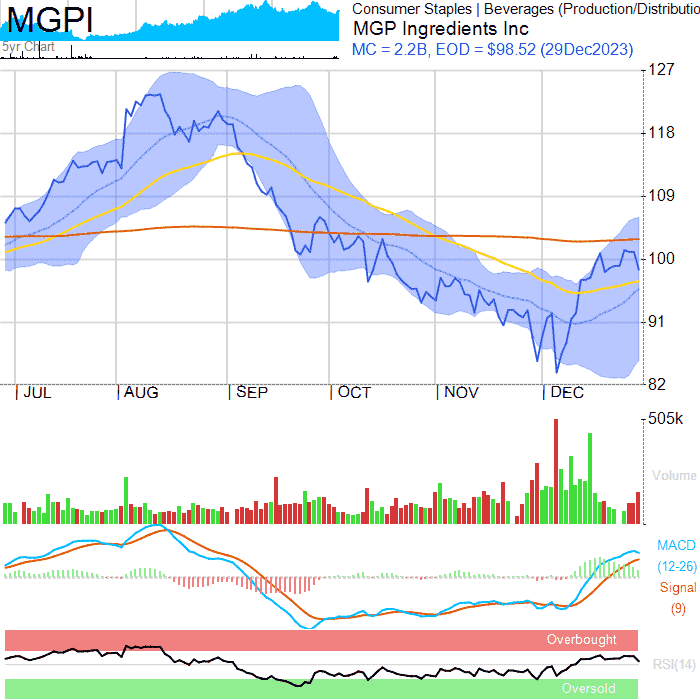 MGPI
5yr Chart
Consumer Staples | Beverages (Production/Distributio
MGP Ingredients Inc
MC = 2.2B, EOD = $98.52 (29Dec2023)
127
118
109
100
91
82
JUL AUG SEP OCT NOV DEC
505k
Volume
MACD
(12-26)
Signal
(9)
Overbought
RSI(14)
Oversold